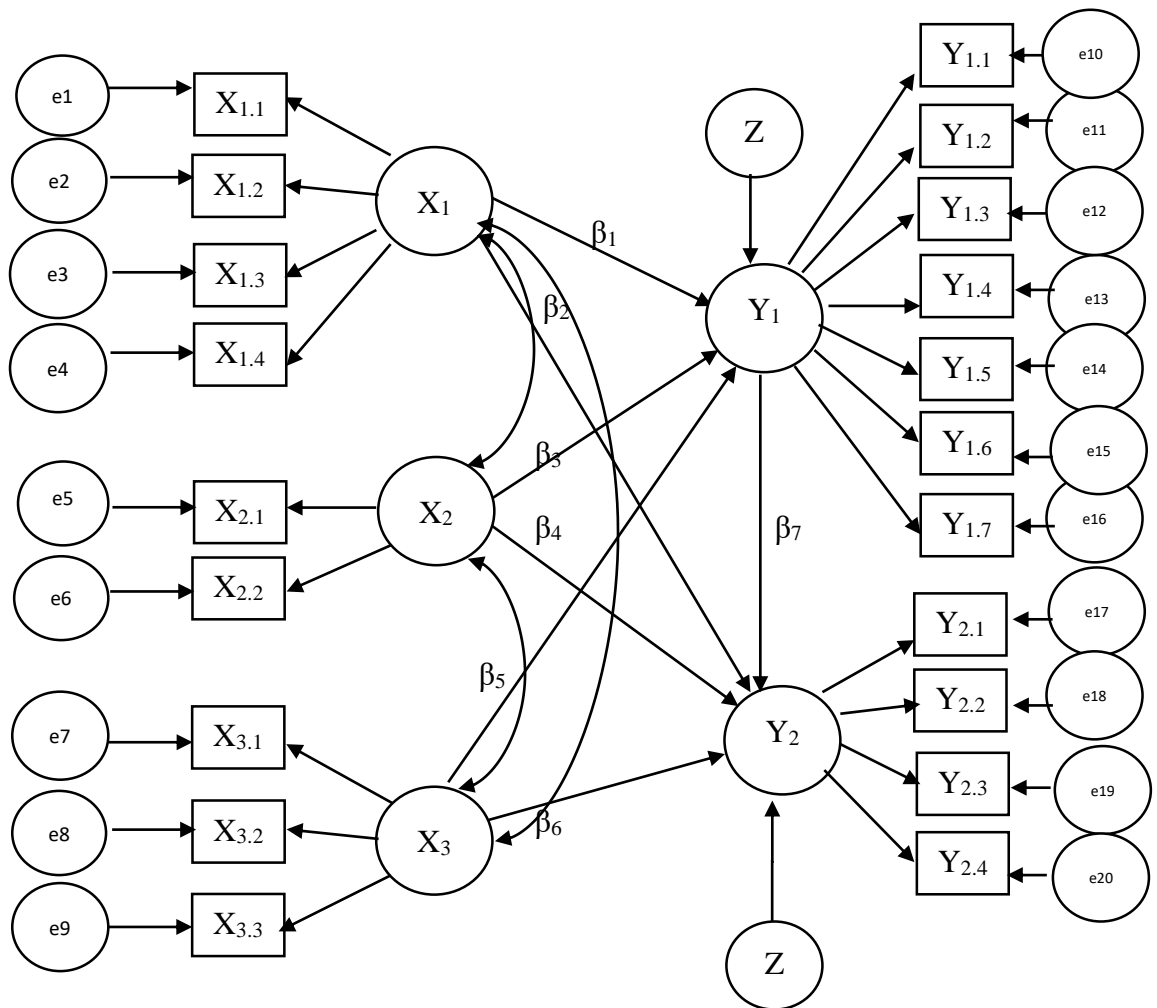 e1
X1.1
e2
X1.2
e3
X1.3
e4
X1.4
X1
e5
X2.1
e6
X2.2
X2
e7
X3.1
e8
X3.2
e9
X3.3
X3
β1
β2
β3
β4
β5
β6
β7
Z
Y1
Y2
Z
Y1.1
e10
Y1.2
e11
Y1.3
e12
Y1.4
e13
Y1.5
e14
Y1.6
e15
Y1.7
e16
Y2.1
e17
Y2.2
e18
Y2.3
e19
Y2.4
e20